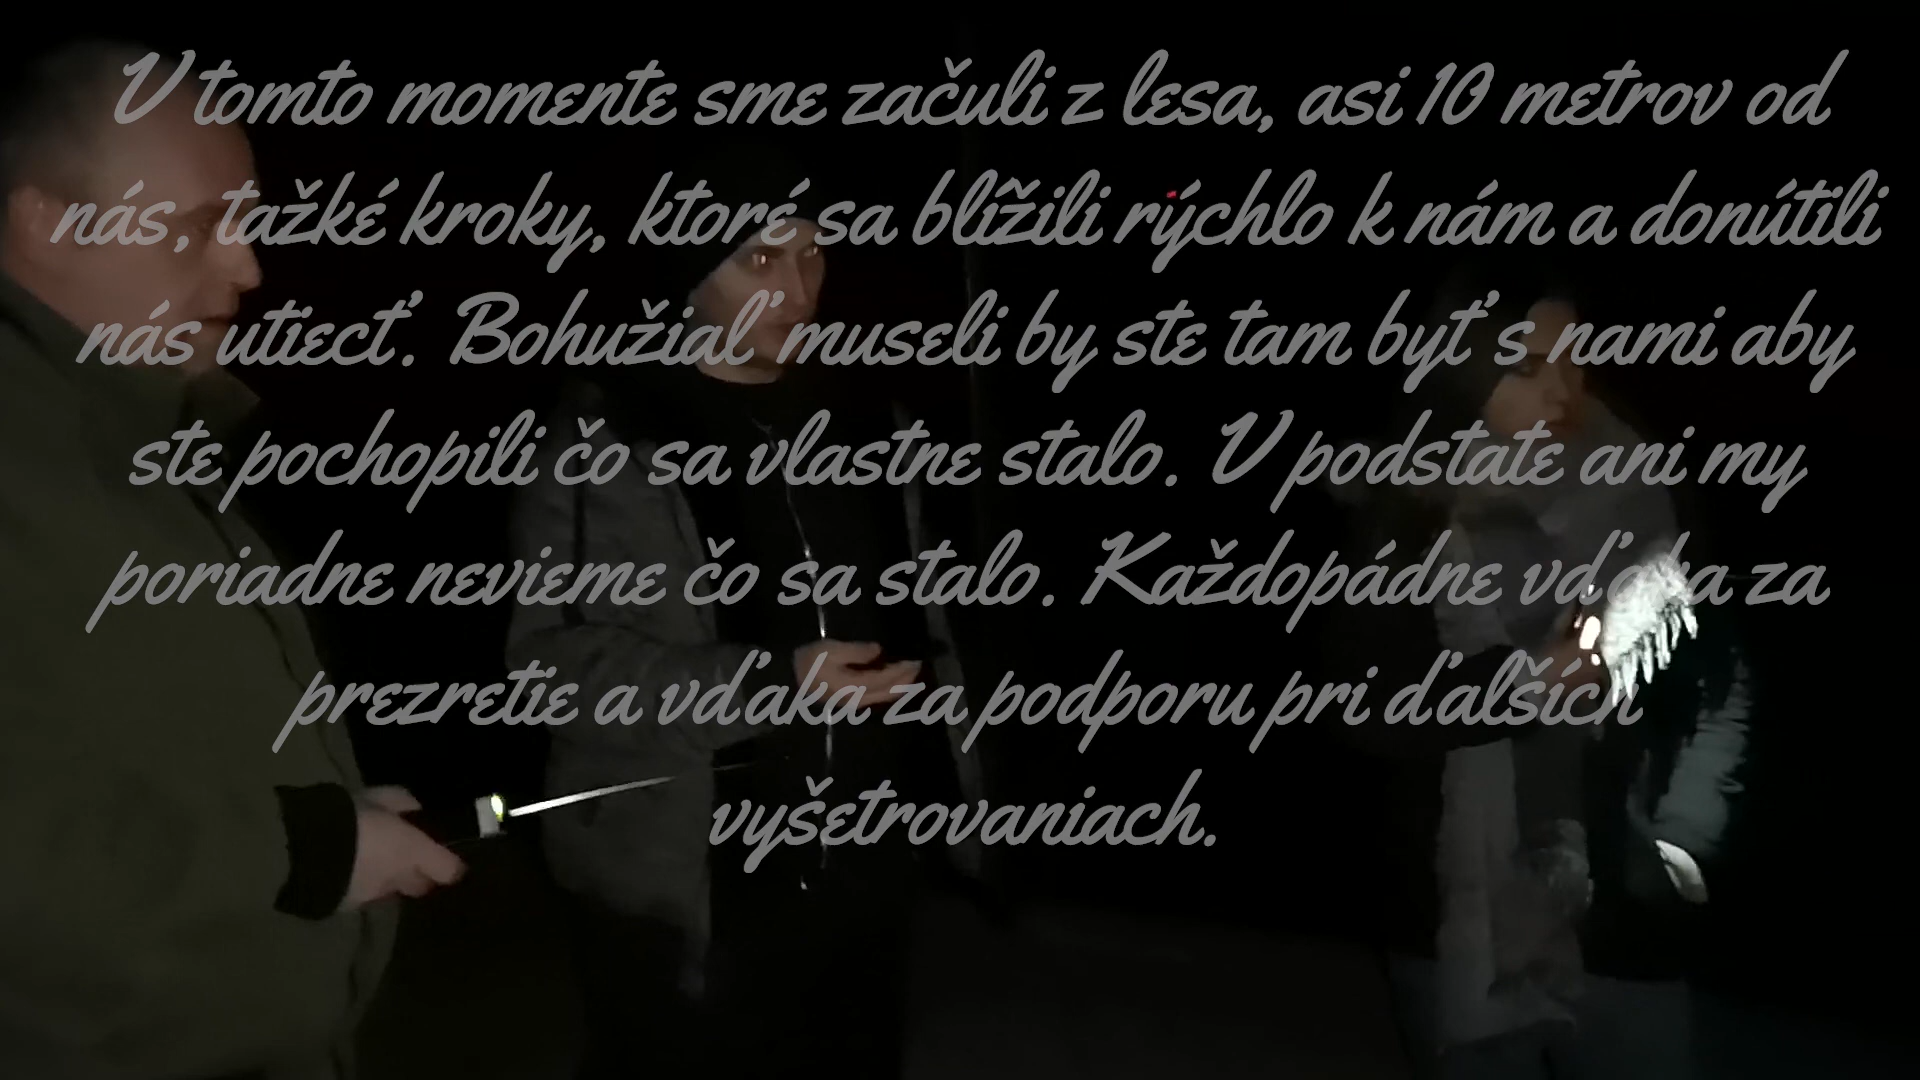 V tomto momente sme začuli z lesa, asi 10 metrov od
nás, ťažké kroky, ktoré sa blížili rýchlo k nám a donútili
nás utiecť. Bohužiaľ museli by ste tam byť s nami aby
ste pochopili čo sa vlastne stalo. V podstate ani my
poriadne nevieme čo sa stalo. Každopádne vďaka za
prezretie a vďaka za podporu pri ďalších
vyšetrovaniach.